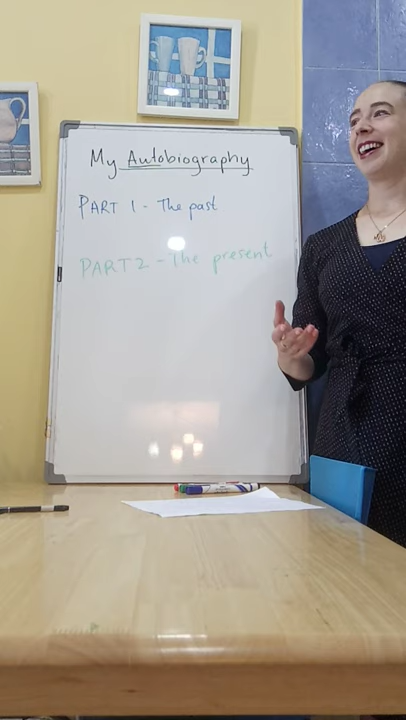 My Autobiography
PART 1 - The past
PART 2 - The present